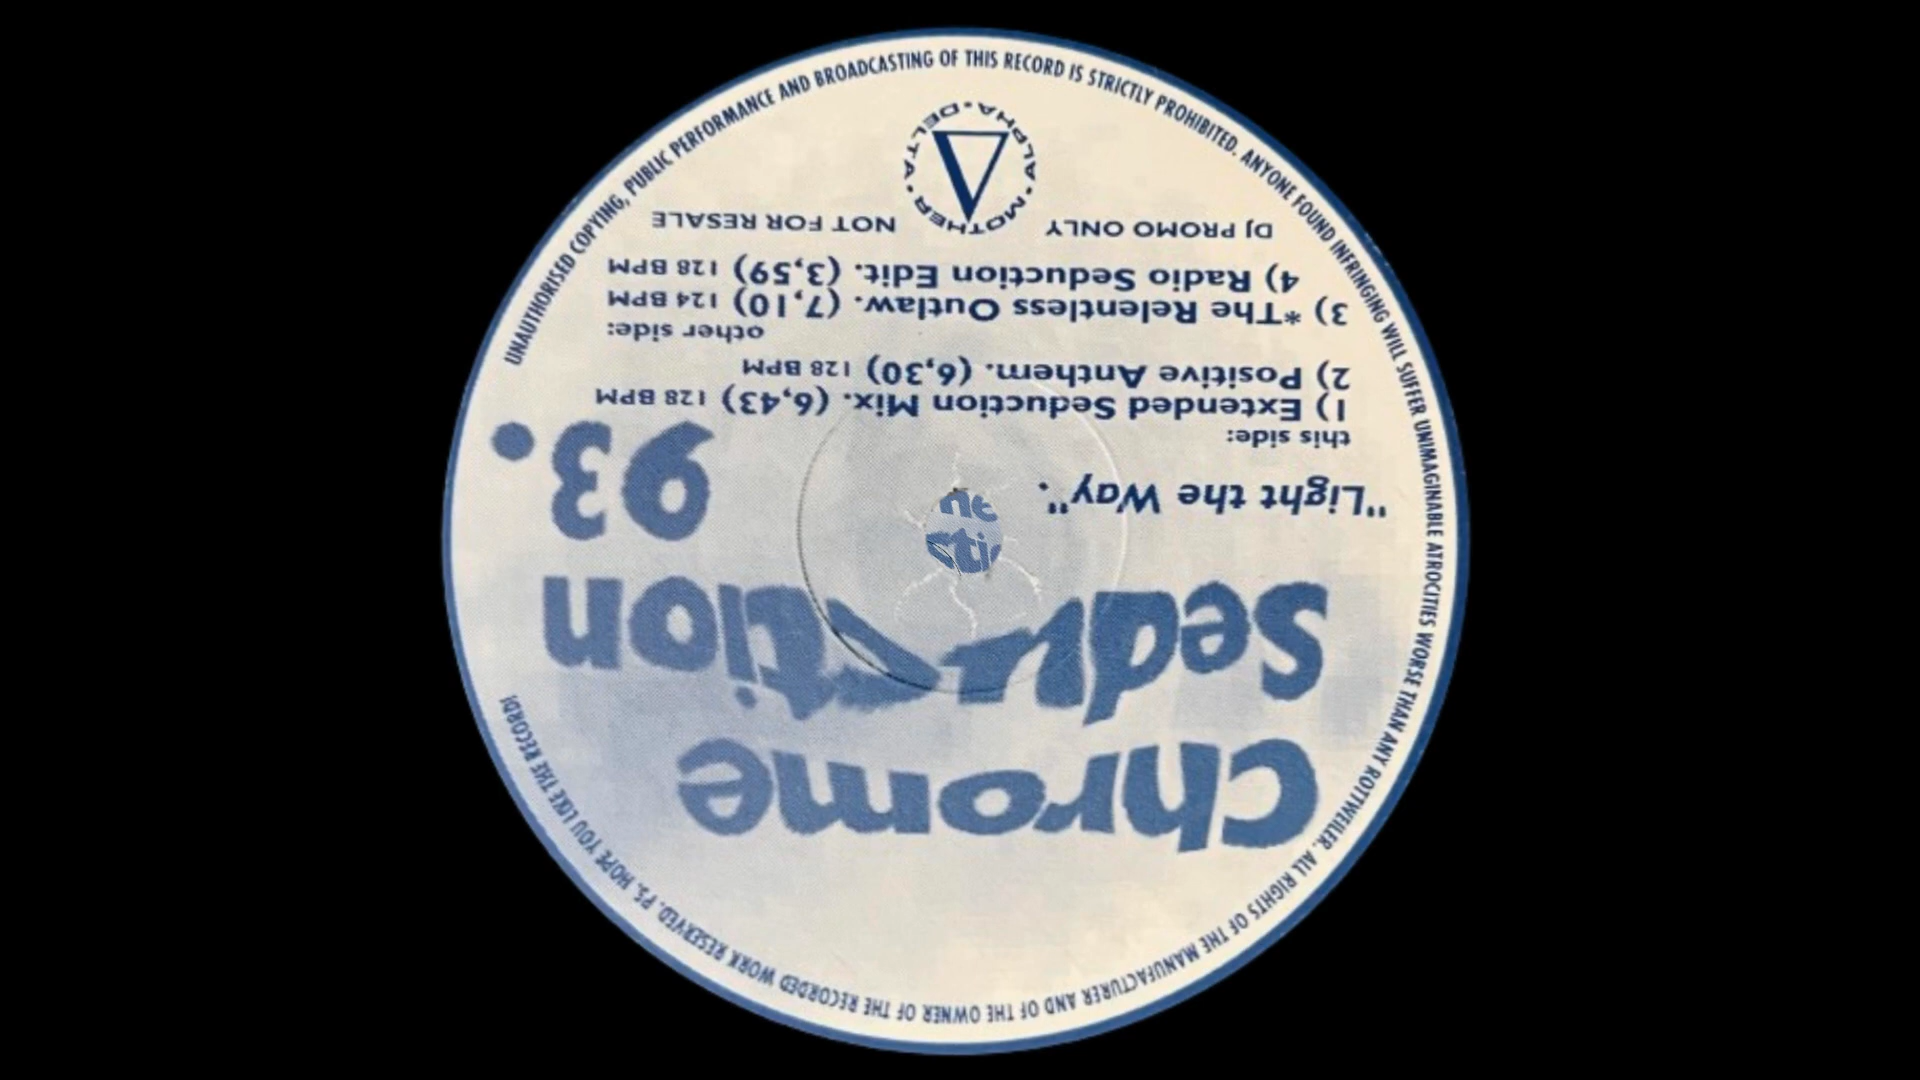 Chrome
Seduction
93.
"Light the Way".
this side:
1) Extended Seduction Mix. (6,43) 128 BPM
2) Positive Anthem. (6,30) 128 BPM
other side:
3) *The Relentless Outlaw. (7,10) 124 BPM
4) Radio Seduction Edit. (3,59) 128 BPM
DJ PROMO ONLY
NOT FOR RESALE
MOTHER • ALPHA • DELTA •
UNAUTHORISED COPYING, PUBLIC PERFORMANCE AND BROADCASTING OF THIS RECORD IS STRICTLY PROHIBITED. ANYONE FOUND INFRINGING WILL SUFFER UNIMAGINABLE ATROCITIES WORSE THAN ANY ROTTWEILER. ALL RIGHTS OF THE MANUFACTURER AND OF THE OWNER OF THE RECORDED WORK RESERVED. PS. HOPE YOU LIKE THE RECORD!